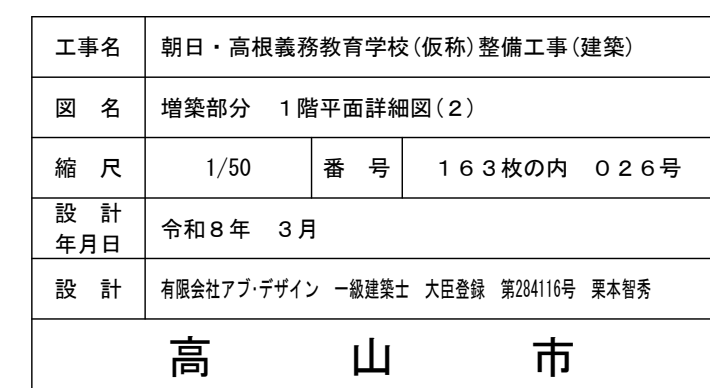 工事名 朝日・高根義務教育学校(仮称)整備工事(建築)
図　名 増築部分　１階平面詳細図(２)
縮　尺 1/50 番　号 １６３枚の内　０２６号
設　計
年月日 令和８年　３月
設　計 有限会社アブ・デザイン　一級建築士　大臣登録　第284116号　栗本智秀
高　山　市